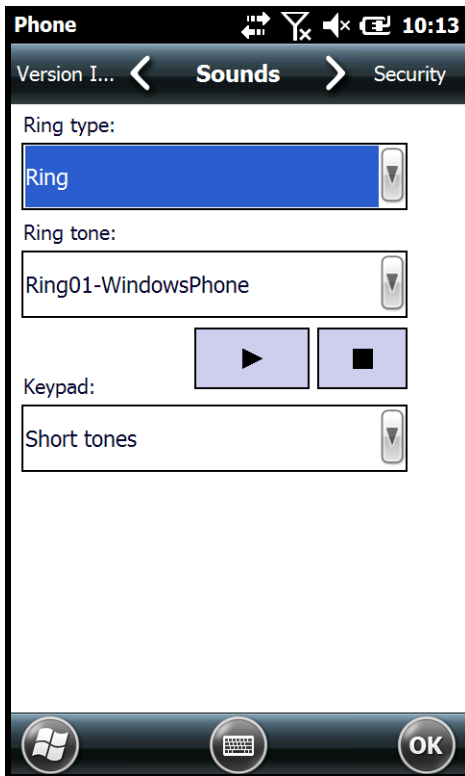 Phone 10:13
Version I... Sounds Security
Ring type:
Ring
Ring tone:
Ring01-WindowsPhone
Keypad:
Short tones
OK